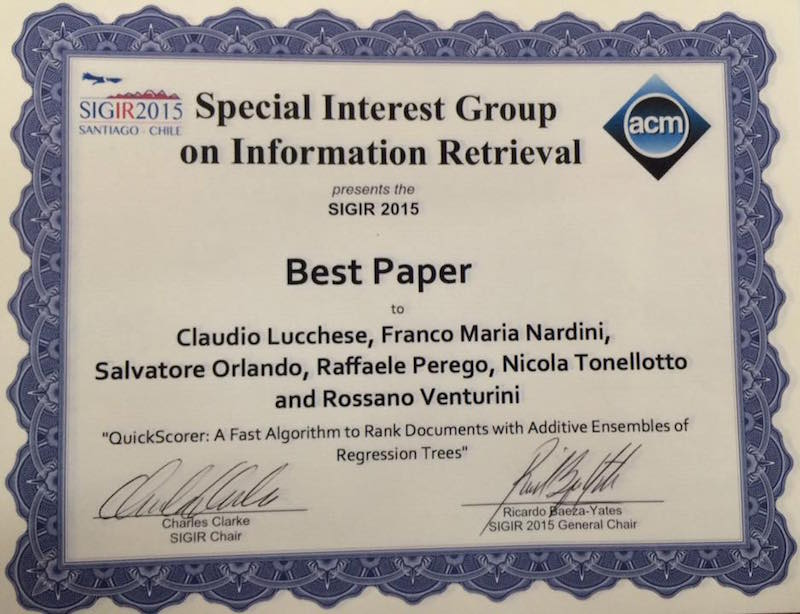 SIGIR2015
SANTIAGO - CHILE
Special Interest Group
on Information Retrieval
acm
presents the
SIGIR 2015
Best Paper
to
Claudio Lucchese, Franco Maria Nardini,
Salvatore Orlando, Raffaele Perego, Nicola Tonellotto
and Rossano Venturini
"QuickScorer: A Fast Algorithm to Rank Documents with Additive Ensembles of
Regression Trees"
Charles Clarke
SIGIR Chair
Ricardo Baeza-Yates
SIGIR 2015 General Chair